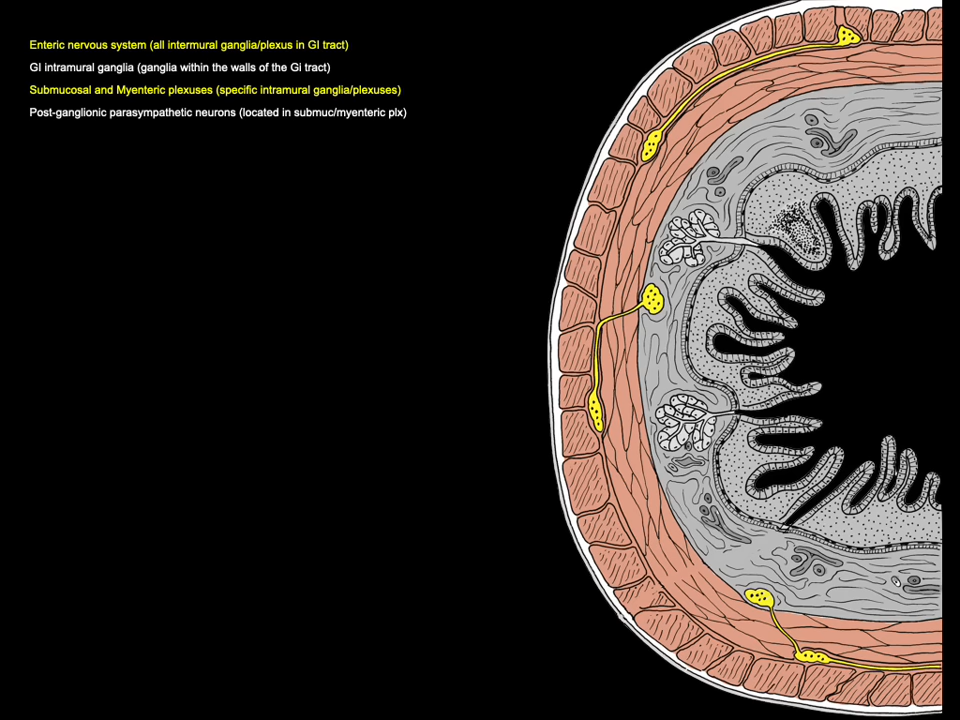 Enteric nervous system (all intermural ganglia/plexus in GI tract)
GI intramural ganglia (ganglia within the walls of the Gi tract)
Submucosal and Myenteric plexuses (specific intramural ganglia/plexuses)
Post-ganglionic parasympathetic neurons (located in submuc/myenteric plx)